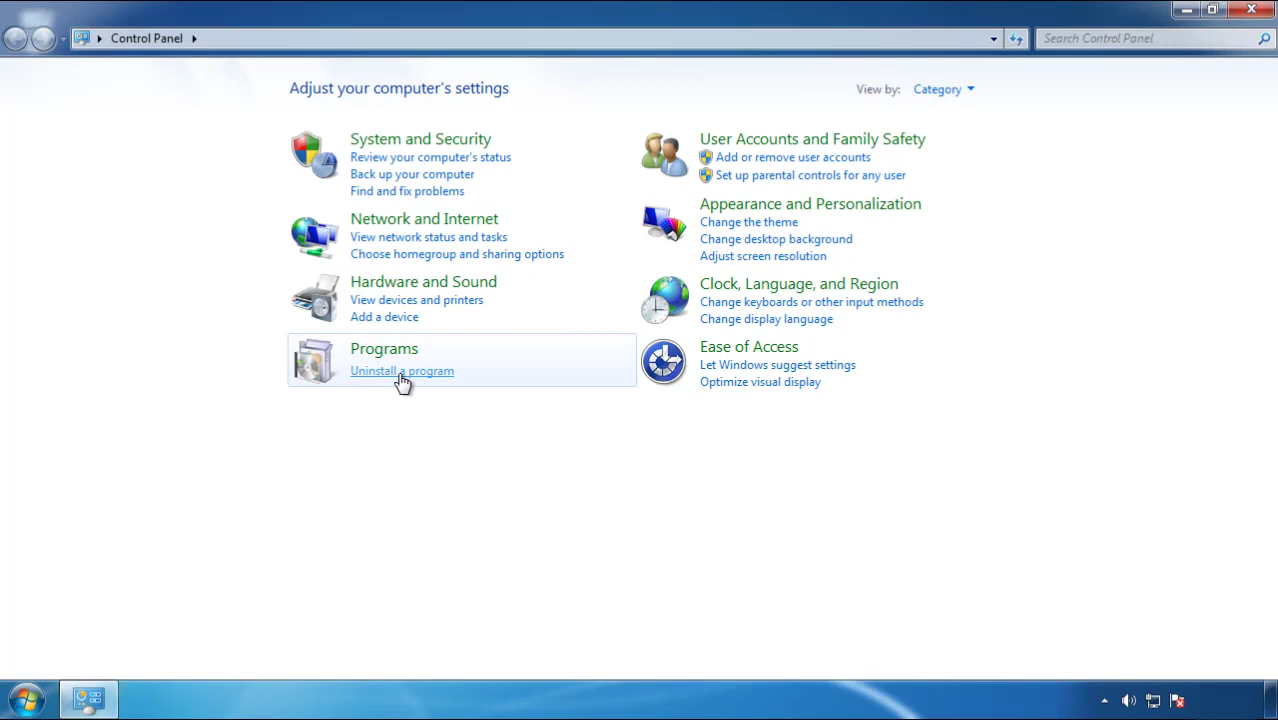 Control Panel
Search Control Panel
Adjust your computer's settings
View by: Category
System and Security
Review your computer's status
Back up your computer
Find and fix problems
Network and Internet
View network status and tasks
Choose homegroup and sharing options
Hardware and Sound
View devices and printers
Add a device
Programs
Uninstall a program
User Accounts and Family Safety
Add or remove user accounts
Set up parental controls for any user
Appearance and Personalization
Change the theme
Change desktop background
Adjust screen resolution
Clock, Language, and Region
Change keyboards or other input methods
Change display language
Ease of Access
Let Windows suggest settings
Optimize visual display